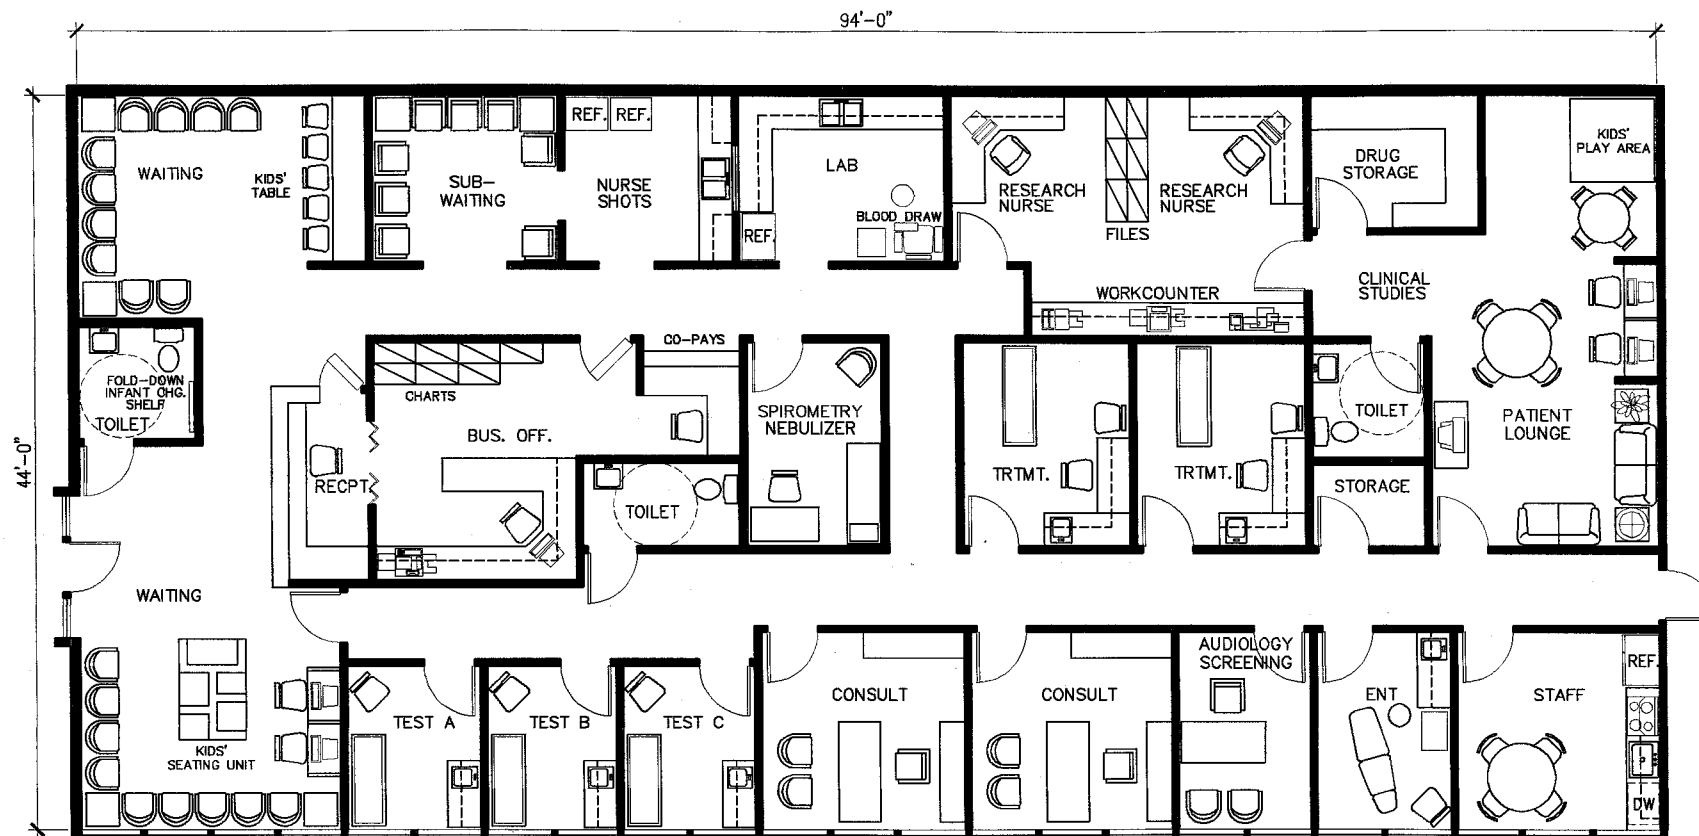 94'-0"
44'-0"
WAITING
KIDS'
TABLE
SUB-
WAITING
REF.
REF.
NURSE
SHOTS
LAB
BLOOD DRAW
REF.
RESEARCH
NURSE
FILES
RESEARCH
NURSE
DRUG
STORAGE
KIDS'
PLAY AREA
CLINICAL
STUDIES
WORKCOUNTER
FOLD-DOWN
INFANT CHG.
SHELF
TOILET
CHARTS
CO-PAYS
BUS. OFF.
RECPT.
TOILET
SPIROMETRY
NEBULIZER
TRTMT.
TRTMT.
TOILET
STORAGE
PATIENT
LOUNGE
WAITING
KIDS'
SEATING UNIT
TEST A
TEST B
TEST C
CONSULT
CONSULT
AUDIOLOGY
SCREENING
ENT
STAFF
REF.
DW